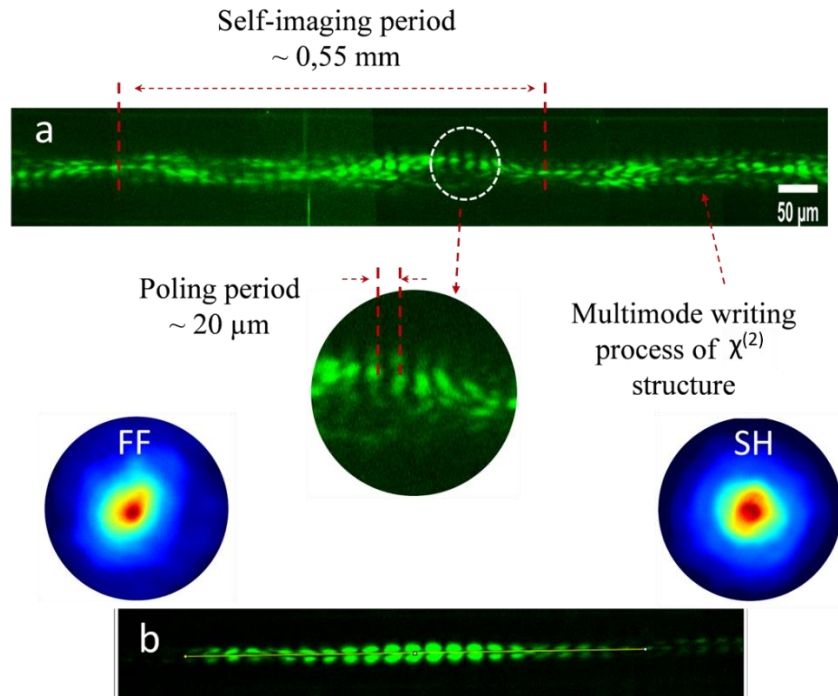 Self-imaging period
~ 0,55 mm
a
50 µm
Poling period
~ 20 µm
Multimode writing
process of χ⁽²⁾
structure
FF
SH
b